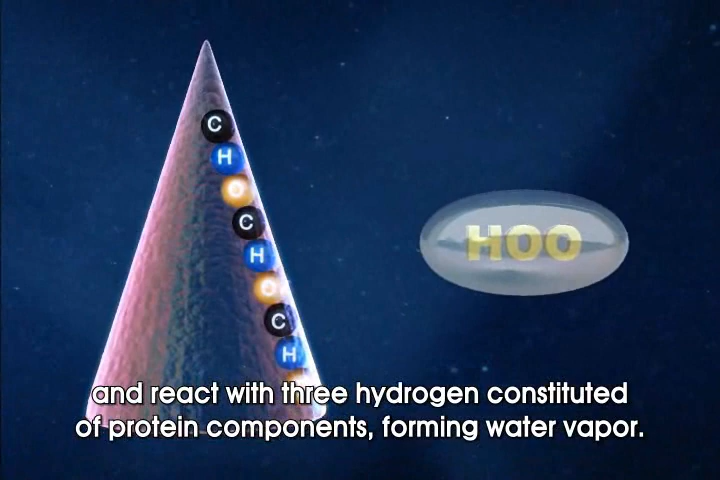 C
H
O
C
H
O
C
H
HOO
and react with three hydrogen constituted
of protein components, forming water vapor.